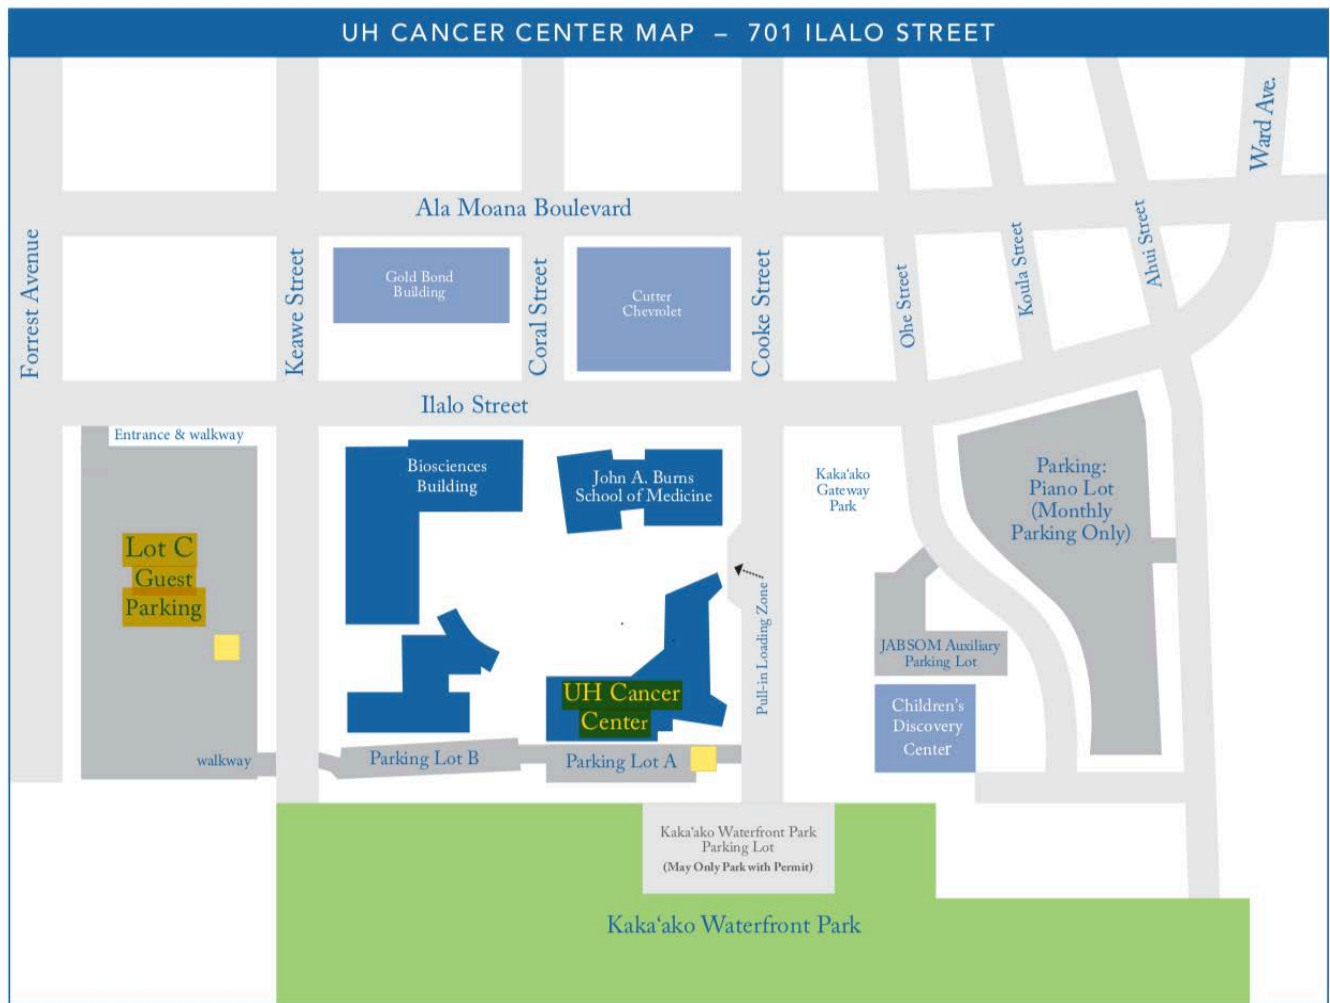 UH CANCER CENTER MAP – 701 ILALO STREET
Ward Ave.
Ala Moana Boulevard
Forrest Avenue
Keawe Street
Gold Bond
Building
Coral Street
Cutter
Chevrolet
Cooke Street
Ohe Street
Koula Street
Ahui Street
Ilalo Street
Entrance & walkway
Biosciences
Building
John A. Burns
School of Medicine
Kaka‘ako
Gateway
Park
Parking:
Piano Lot
(Monthly
Parking Only)
Lot C
Guest
Parking
Pull-in Loading Zone
JABSOM Auxiliary
Parking Lot
UH Cancer
Center
Children's
Discovery
Center
walkway
Parking Lot B
Parking Lot A
Kaka‘ako Waterfront Park
Parking Lot
(May Only Park with Permit)
Kaka‘ako Waterfront Park